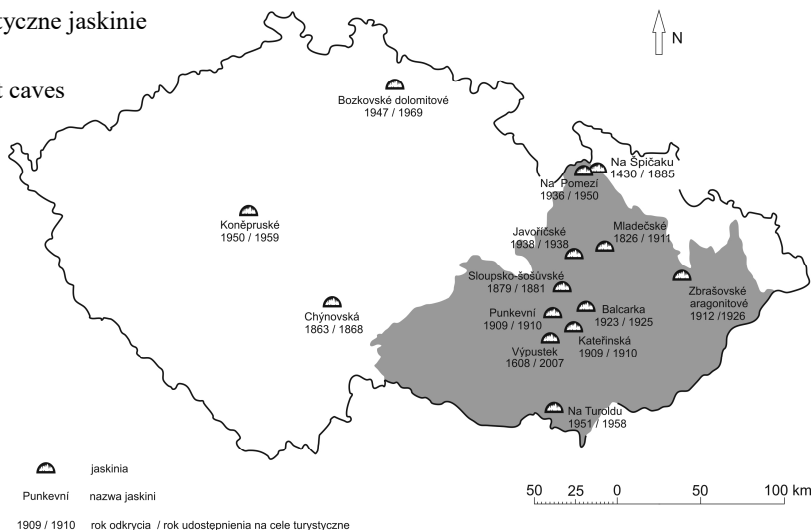 tyczne jaskinie
t caves
N
Bozkovské dolomitové
1947 / 1969
Na Špičaku
1430 / 1885
Na Pomezí
1936 / 1950
Koněpruské
1950 / 1959
Javoříčské
1938 / 1938
Mladečské
1826 / 1911
Sloupsko-šošůvské
1879 / 1881
Zbrašovské
aragonitové
1912 /1926
Chýnovská
1863 / 1868
Punkevní
1909 / 1910
Balcarka
1923 / 1925
Kateřinská
1909 / 1910
Výpustek
1608 / 2007
Na Turoldu
1951 / 1958
jaskinia
Punkevní nazwa jaskini
1909 / 1910 rok odkrycia / rok udostępnienia na cele turystyczne
50 25 0 50 100 km